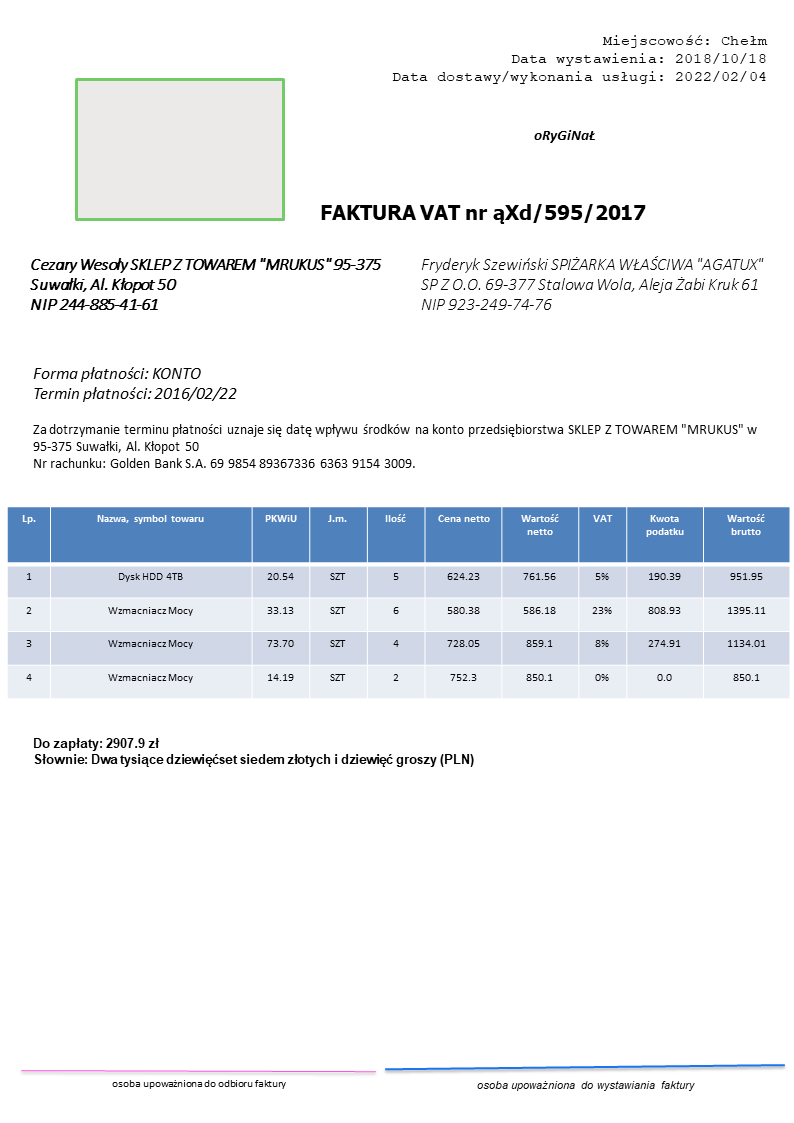 Miejscowość: Chełm
Data wystawienia: 2018/10/18
Data dostawy/wykonania usługi: 2022/02/04
oRyGiNaŁ
FAKTURA VAT nr ąXd/595/2017
Cezary Wesoły SKLEP Z TOWAREM "MRUKUS" 95-375
Suwałki, Al. Kłopot 50
NIP 244-885-41-61
Fryderyk Szewiński SPIŻARKA WŁAŚCIWA "AGATUX"
SP Z O.O. 69-377 Stalowa Wola, Aleja Żabi Kruk 61
NIP 923-249-74-76
Forma płatności: KONTO
Termin płatności: 2016/02/22
Za dotrzymanie terminu płatności uznaje się datę wpływu środków na konto przedsiębiorstwa SKLEP Z TOWAREM "MRUKUS" w
95-375 Suwałki, Al. Kłopot 50
Nr rachunku: Golden Bank S.A. 69 9854 89367336 6363 9154 3009.
Lp. Nazwa, symbol towaru PKWiU J.m. Ilość Cena netto Wartość netto VAT Kwota podatku Wartość brutto
1 Dysk HDD 4TB 20.54 SZT 5 624.23 761.56 5% 190.39 951.95
2 Wzmacniacz Mocy 33.13 SZT 6 580.38 586.18 23% 808.93 1395.11
3 Wzmacniacz Mocy 73.70 SZT 4 728.05 859.1 8% 274.91 1134.01
4 Wzmacniacz Mocy 14.19 SZT 2 752.3 850.1 0% 0.0 850.1
Do zapłaty: 2907.9 zł
Słownie: Dwa tysiące dziewięćset siedem złotych i dziewięć groszy (PLN)
osoba upoważniona do odbioru faktury
osoba upoważniona do wystawiania faktury